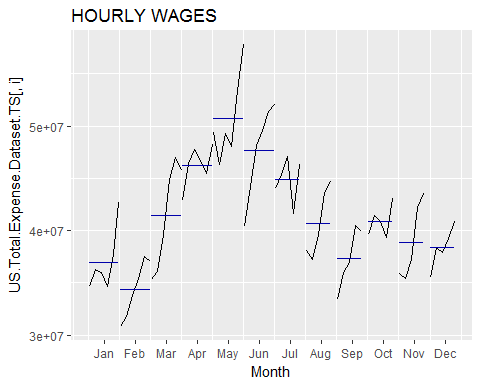 HOURLY WAGES
US.Total.Expense.Dataset.TS[, i]
5e+07
4e+07
3e+07
Jan Feb Mar Apr May Jun Jul Aug Sep Oct Nov Dec
Month